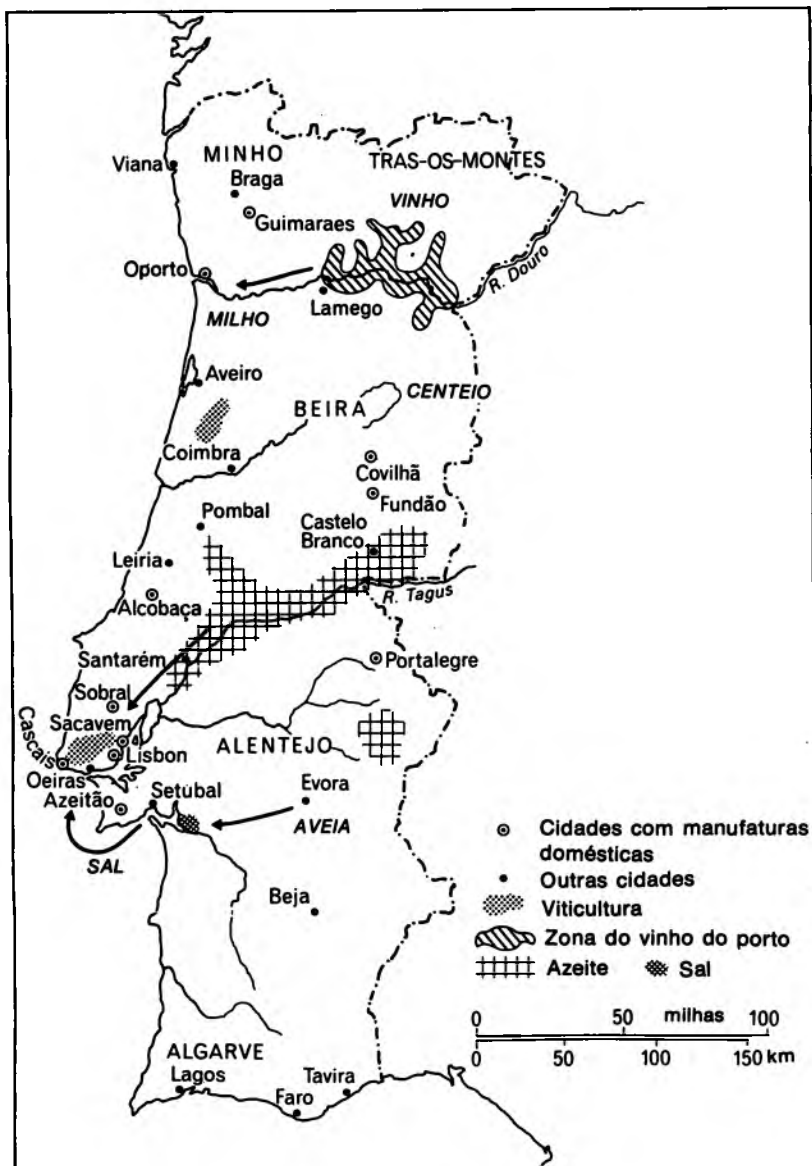 MINHO
TRAS-OS-MONTES
Viana
Braga
VINHO
Guimaraes
Oporto
R. Douro
Lamego
MILHO
Aveiro
CENTEIO
BEIRA
Coimbra
Covilhã
Fundão
Pombal
Castelo
Branco
Leiria
R. Tagus
Alcobaça
Santarém
Portalegre
Sobral
Sacavem
Cascais
Lisbon
ALENTEJO
Oeiras
Azeitão
Setúbal
Evora
AVEIA
SAL
Beja
Cidades com manufaturas
domésticas
Outras cidades
Viticultura
Zona do vinho do porto
Azeite
Sal
0 50 milhas 100
0 50 100 150 km
ALGARVE
Lagos
Tavira
Faro